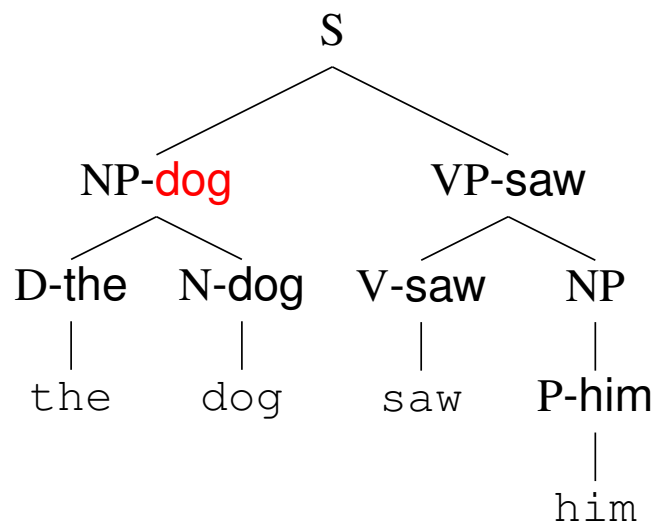 S
NP-dog VP-saw
D-the N-dog V-saw NP
the dog saw P-him
him